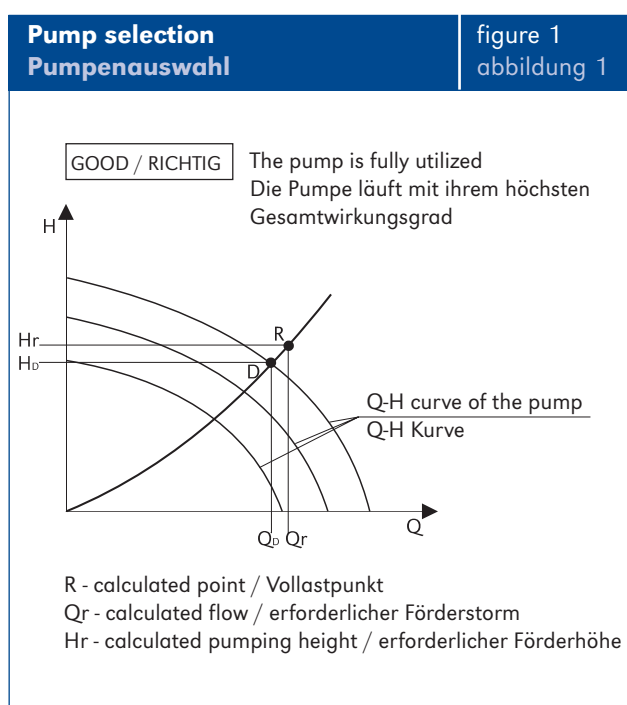 Pump selection
Pumpenauswahl
figure 1
abbildung 1
GOOD / RICHTIG
The pump is fully utilized
Die Pumpe läuft mit ihrem höchsten
Gesamtwirkungsgrad
H
Hr
R
HD
D
Q-H curve of the pump
Q-H Kurve
Q
QD Qr
R - calculated point / Vollastpunkt
Qr - calculated flow / erforderlicher Förderstorm
Hr - calculated pumping height / erforderlicher Förderhöhe